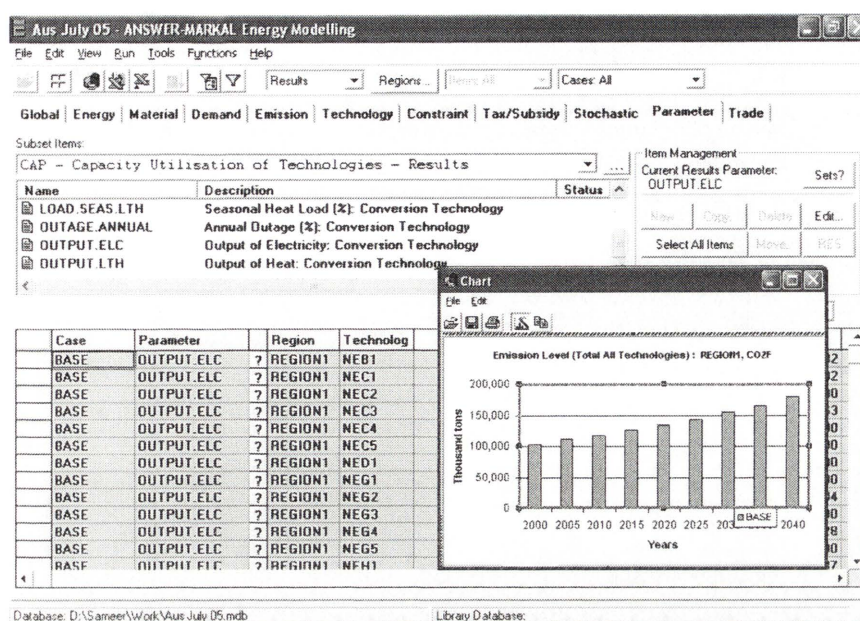 Aus July 05 - ANSWER-MARKAL Energy Modelling
File Edit View Run Tools Functions Help
Results Regions... Items: All Cases: All
Global Energy Material Demand Emission Technology Constraint Tax/Subsidy Stochastic Parameter Trade
Subset Items:
CAP - Capacity Utilisation of Technologies - Results ...
Item Management
Current Results Parameter:
OUTPUT.ELC
Sets?
Name Description Status
LOAD.SEAS.LTH Seasonal Heat Load (%): Conversion Technology
OUTAGE.ANNUAL Annual Outage (%): Conversion Technology
OUTPUT.ELC Output of Electricity: Conversion Technology
OUTPUT.LTH Output of Heat: Conversion Technology
New Copy Delete Edit...
Select All Items Move... RES
Case Parameter Region Technolog
BASE OUTPUT.ELC ? REGION1 NEB1
BASE OUTPUT.ELC ? REGION1 NEC1
BASE OUTPUT.ELC ? REGION1 NEC2
BASE OUTPUT.ELC ? REGION1 NEC3
BASE OUTPUT.ELC ? REGION1 NEC4
BASE OUTPUT.ELC ? REGION1 NEC5
BASE OUTPUT.ELC ? REGION1 NED1
BASE OUTPUT.ELC ? REGION1 NEG1
BASE OUTPUT.ELC ? REGION1 NEG2
BASE OUTPUT.ELC ? REGION1 NEG3
BASE OUTPUT.ELC ? REGION1 NEG4
BASE OUTPUT.ELC ? REGION1 NEG5
BASE OUTPUT.ELC ? REGION1 NEH1
Chart
File Edit
Emission Level (Total All Technologies) : REGION1, CO2F
Thousand tons
200,000
150,000
100,000
50,000
0
2000 2005 2010 2015 2020 2025 2040
BASE
Years
Database: D:\Sameer\Work\Aus July 05.mdb Library Database: